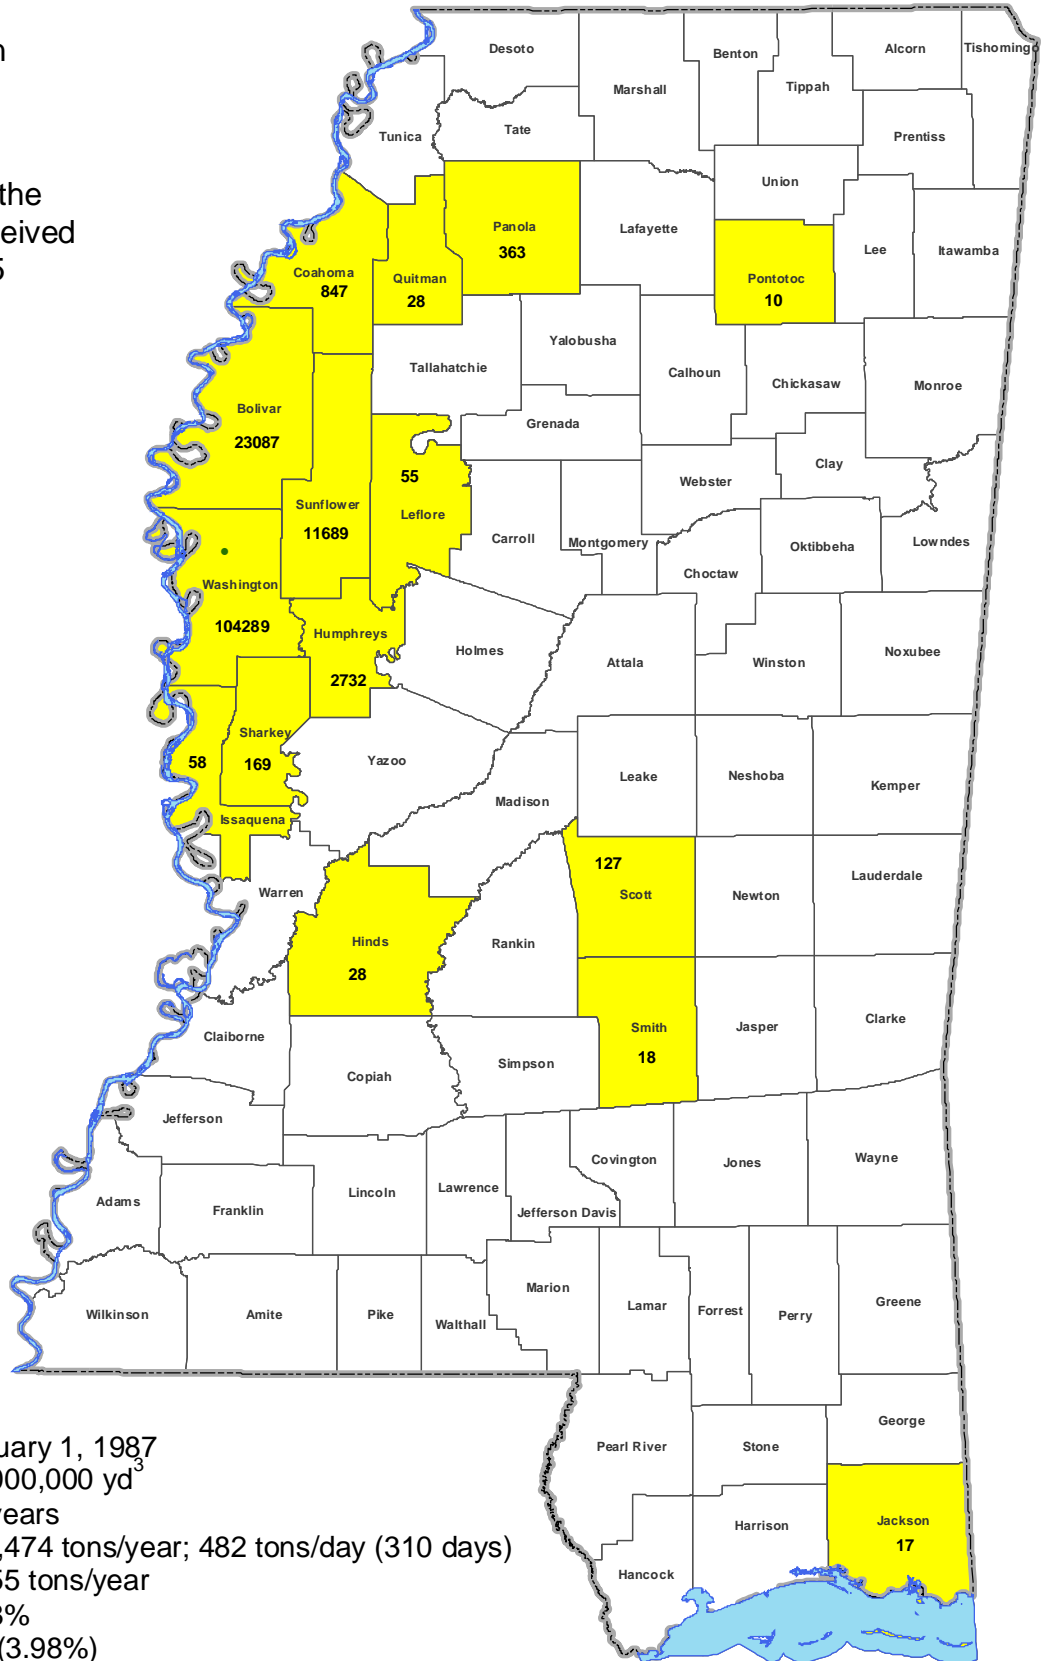 n
the
eived
5
Desoto
Benton
Alcorn
Tishomingo
Marshall
Tippah
Tunica
Tate
Prentiss
Union
Panola
363
Lafayette
Lee
Itawamba
Coahoma
847
Quitman
28
Pontotoc
10
Yalobusha
Tallahatchie
Calhoun
Chickasaw
Monroe
Bolivar
23087
Grenada
Clay
55
Leflore
Webster
Sunflower
11689
Carroll
Montgomery
Oktibbeha
Lowndes
Choctaw
Washington
104289
Humphreys
2732
Holmes
Attala
Winston
Noxubee
Sharkey
169
58
Issaquena
Yazoo
Leake
Neshoba
Kemper
Madison
127
Scott
Newton
Lauderdale
Warren
Hinds
28
Rankin
Smith
18
Jasper
Clarke
Claiborne
Copiah
Simpson
Jefferson
Covington
Jones
Wayne
Adams
Franklin
Lincoln
Lawrence
Jefferson Davis
Wilkinson
Amite
Pike
Walthall
Marion
Lamar
Forrest
Perry
Greene
George
Pearl River
Stone
Harrison
Jackson
17
Hancock
uary 1, 1987
000,000 yd³
years
,474 tons/year; 482 tons/day (310 days)
55 tons/year
3%
(3.98%)